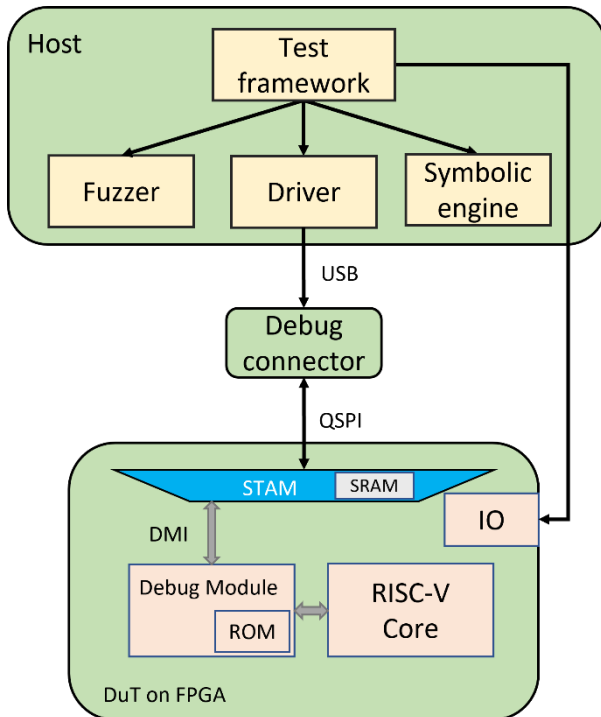 Host
Test
framework
Fuzzer
Driver
Symbolic
engine
USB
Debug
connector
QSPI
STAM
SRAM
IO
DMI
Debug Module
ROM
RISC-V
Core
DuT on FPGA